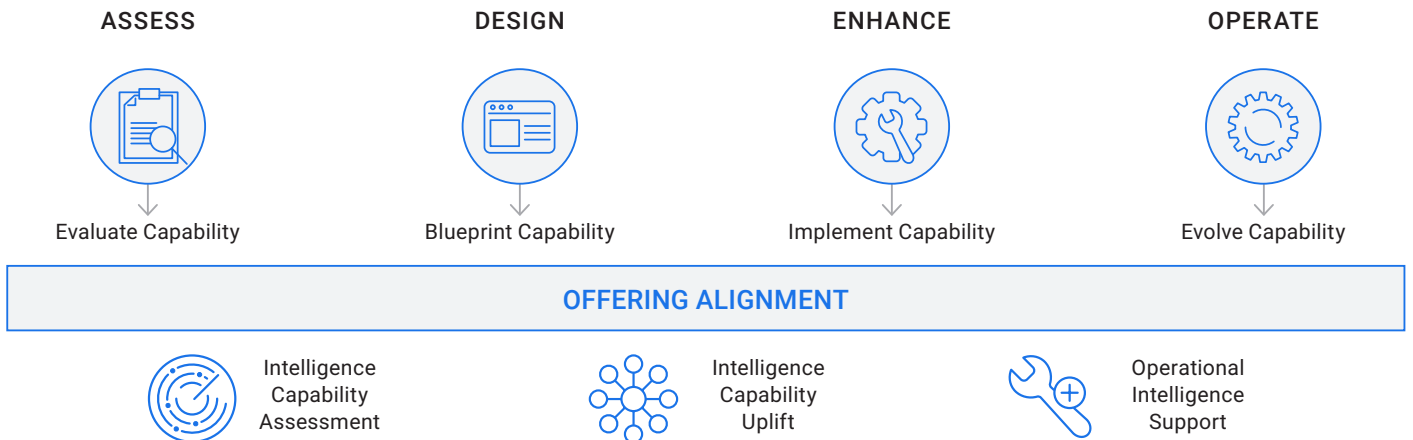 ASSESS
DESIGN
ENHANCE
OPERATE
Evaluate Capability
Blueprint Capability
Implement Capability
Evolve Capability
OFFERING ALIGNMENT
Intelligence
Capability
Assessment
Intelligence
Capability
Uplift
Operational
Intelligence
Support